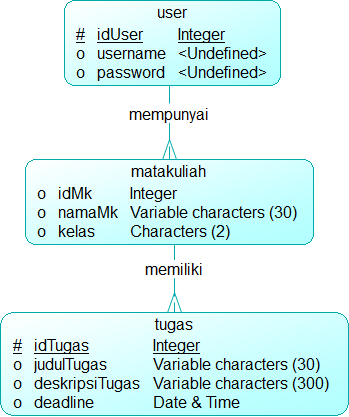 user
# idUser Integer
o username <Undefined>
o password <Undefined>
mempunyai
matakuliah
o idMk Integer
o namaMk Variable characters (30)
o kelas Characters (2)
memiliki
tugas
# idTugas Integer
o judulTugas Variable characters (30)
o deskripsiTugas Variable characters (300)
o deadline Date & Time